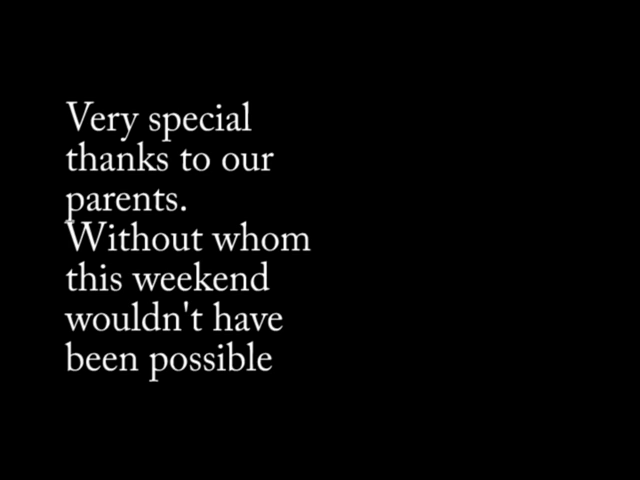 Very special
thanks to our
parents.
Without whom
this weekend
wouldn't have
been possible